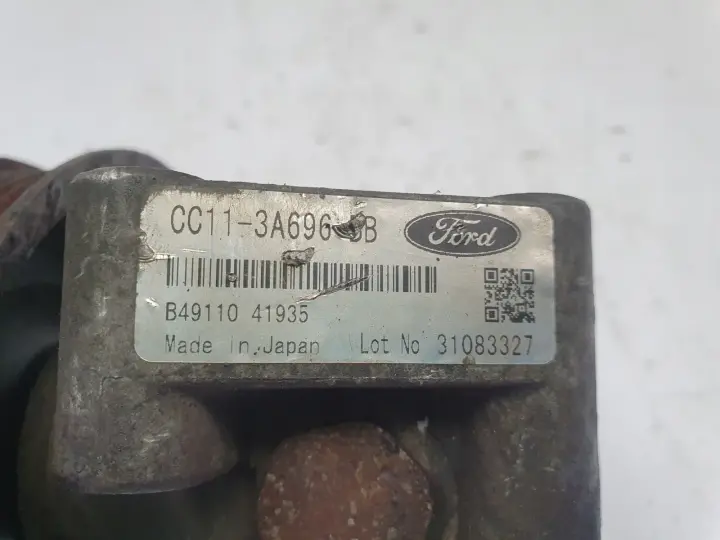 CC11-3A696- B
Ford
B49110 41935
Made in Japan Lot No 31083327